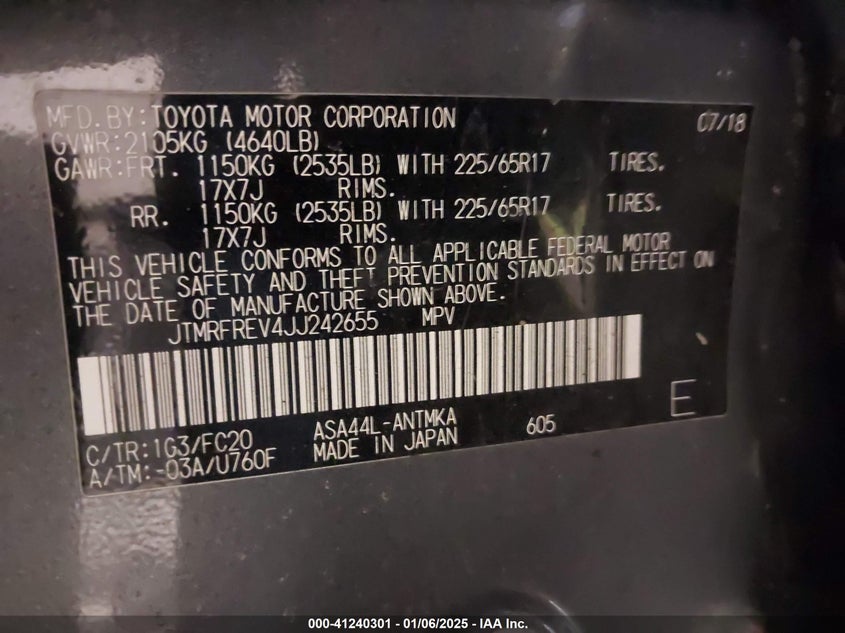 MFD.BY:TOYOTA MOTOR CORPORATION 07/18
GVWR:2105KG (4640LB)
GAWR:FRT. 1150KG (2535LB) WITH 225/65R17 TIRES.
17X7J RIMS.
RR. 1150KG (2535LB) WITH 225/65R17 TIRES.
17X7J RIMS.
THIS VEHICLE CONFORMS TO ALL APPLICABLE FEDERAL MOTOR
VEHICLE SAFETY AND THEFT PREVENTION STANDARDS IN EFFECT ON
THE DATE OF MANUFACTURE SHOWN ABOVE.
JTMRFREV4JJ242655 MPV
E
C/TR:1G3/FC20 ASA44L-ANTMKA 605
A/TM:-03A/U760F MADE IN JAPAN
000-41240301 - 01/06/2025 - IAA Inc.